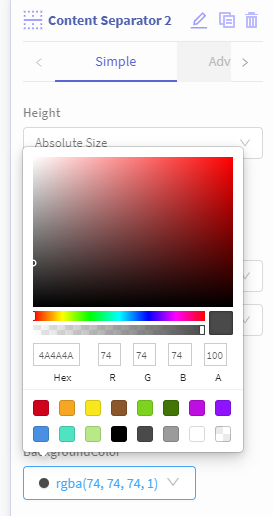 Content Separator 2
Simple
Adv
Height
Absolute Size
4A4A4A 74 74 74 100
Hex R G B A
BackgroundColor
rgba(74, 74, 74, 1)